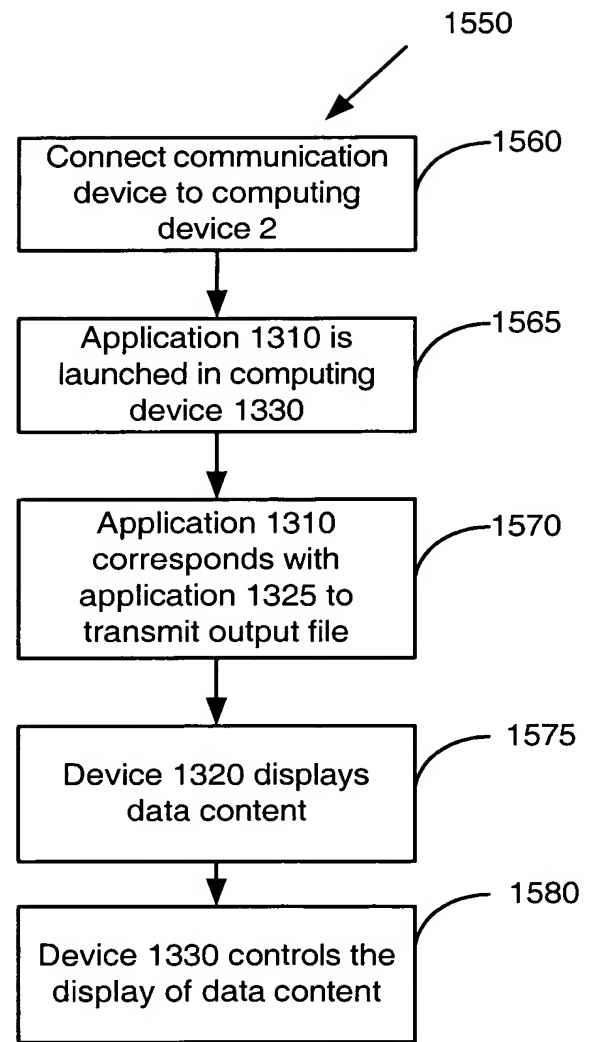 1550
Connect communication
device to computing
device 2
1560
Application 1310 is
launched in computing
device 1330
1565
Application 1310
corresponds with
application 1325 to
transmit output file
1570
Device 1320 displays
data content
1575
Device 1330 controls the
display of data content
1580